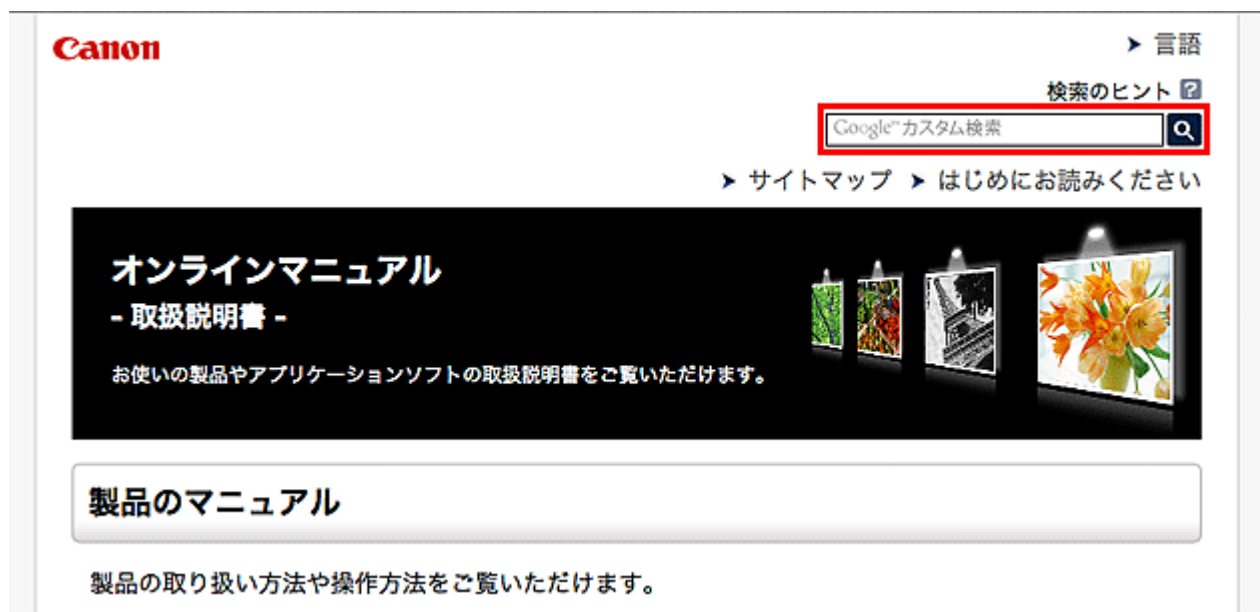 Canon
➤ 言語
検索のヒント ?
Google™カスタム検索
➤ サイトマップ ➤ はじめにお読みください
オンラインマニュアル
- 取扱説明書 -
お使いの製品やアプリケーションソフトの取扱説明書をご覧いただけます。
製品のマニュアル
製品の取り扱い方法や操作方法をご覧いただけます。